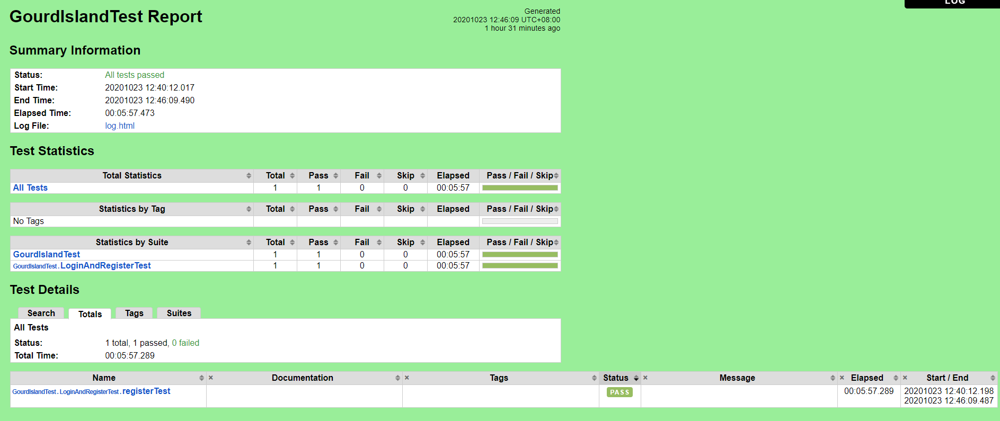 LOG
GourdIslandTest Report
Generated
20201023 12:46:09 UTC+08:00
1 hour 31 minutes ago
Summary Information
Status: All tests passed
Start Time: 20201023 12:40:12.017
End Time: 20201023 12:46:09.490
Elapsed Time: 00:05:57.473
Log File: log.html
Test Statistics
Total Statistics Total Pass Fail Skip Elapsed Pass / Fail / Skip
All Tests 1 1 0 0 00:05:57
Statistics by Tag Total Pass Fail Skip Elapsed Pass / Fail / Skip
No Tags
Statistics by Suite Total Pass Fail Skip Elapsed Pass / Fail / Skip
GourdIslandTest 1 1 0 0 00:05:57
GourdIslandTest . LoginAndRegisterTest 1 1 0 0 00:05:57
Test Details
Search Totals Tags Suites
All Tests
Status: 1 total, 1 passed, 0 failed
Total Time: 00:05:57.289
Name × Documentation × Tags Status × Message × Elapsed × Start / End
GourdIslandTest . LoginAndRegisterTest . registerTest PASS 00:05:57.289 20201023 12:40:12.198
20201023 12:46:09.487